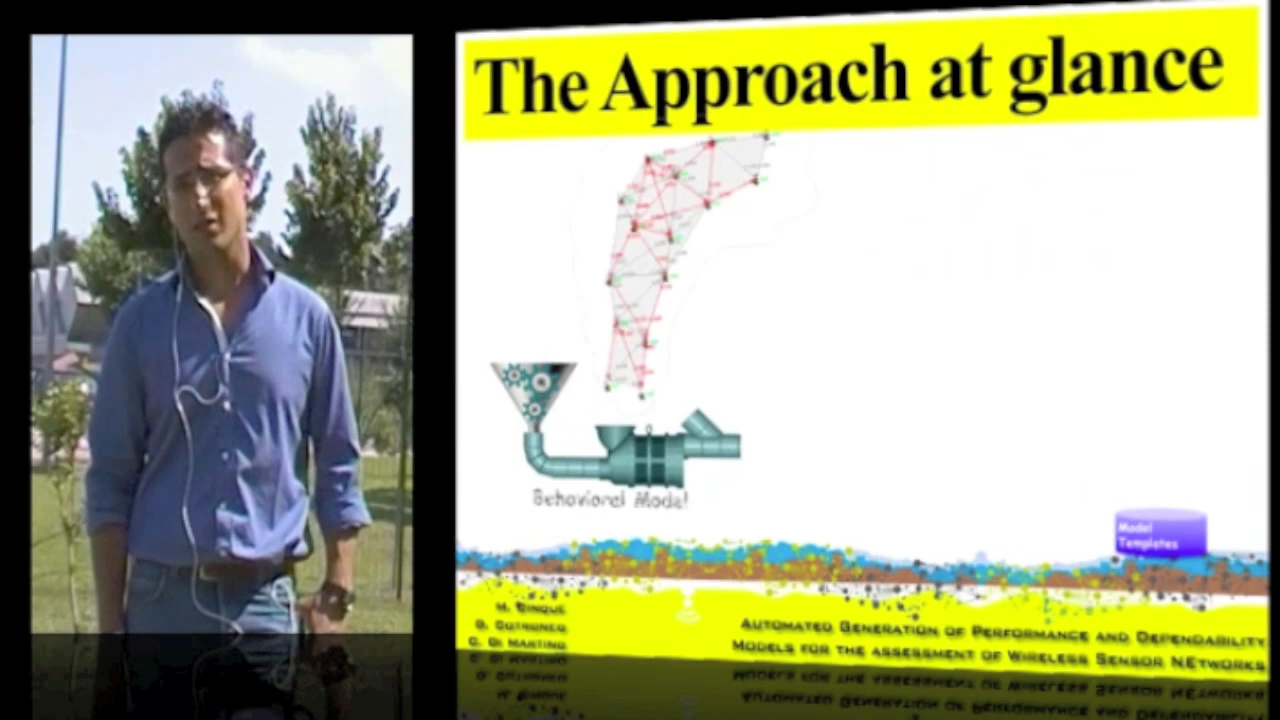 The Approach at glance
Behavioral Model
Model
Templates
M. Cinque
D. Cotroneo
C. Di Martino
Automated Generation of Performance and Dependability
Models for the assessment of Wireless Sensor NEtworks